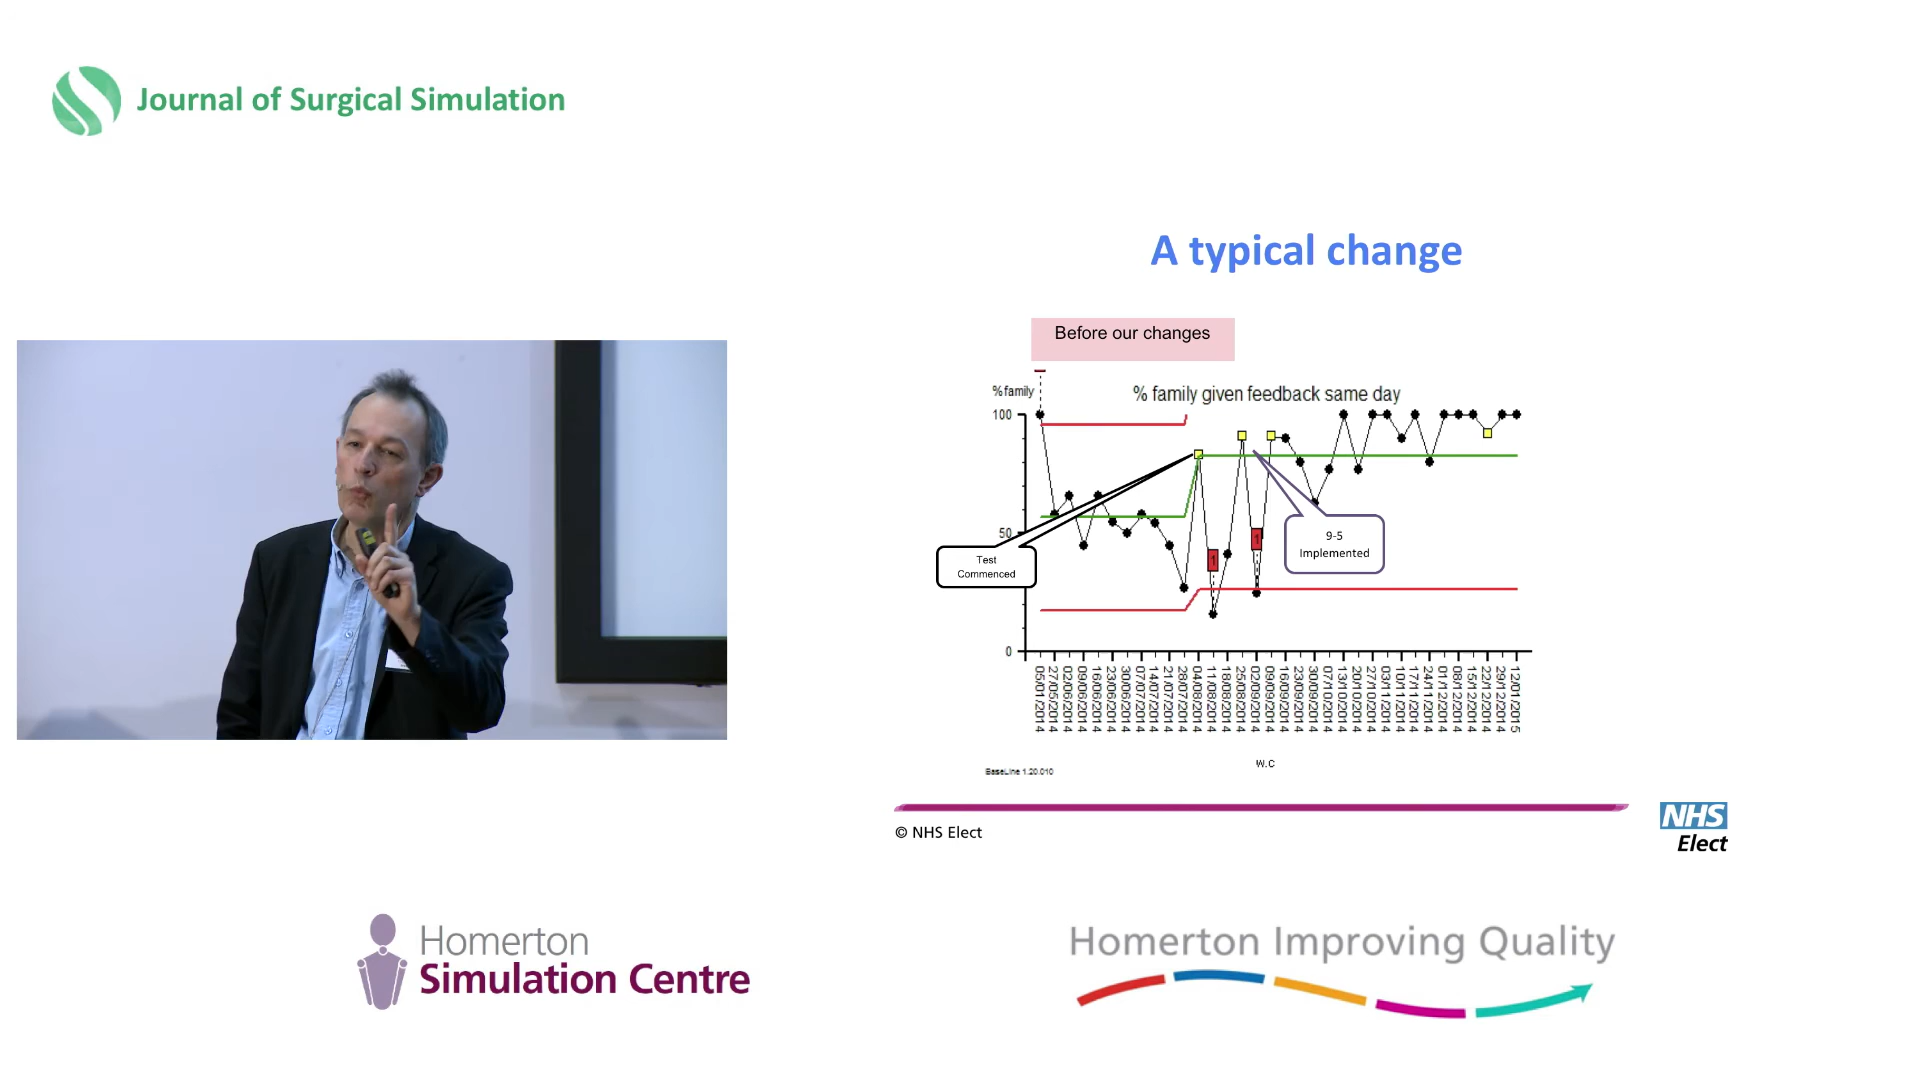 Journal of Surgical Simulation
A typical change
Before our changes
% family
% family given feedback same day
100
50
0
Test
Commenced
1
1
9-5
Implemented
05/01/2014
27/05/2014
02/06/2014
09/06/2014
16/06/2014
23/06/2014
30/06/2014
07/07/2014
14/07/2014
21/07/2014
28/07/2014
04/08/2014
11/08/2014
18/08/2014
25/08/2014
02/09/2014
09/09/2014
16/09/2014
23/09/2014
30/09/2014
07/10/2014
13/10/2014
20/10/2014
27/10/2014
03/11/2014
10/11/2014
17/11/2014
24/11/2014
01/12/2014
08/12/2014
15/12/2014
22/12/2014
29/12/2014
12/01/2015
W.C
BaseLine 1.20.010
© NHS Elect
NHS
Elect
Homerton
Simulation Centre
Homerton Improving Quality